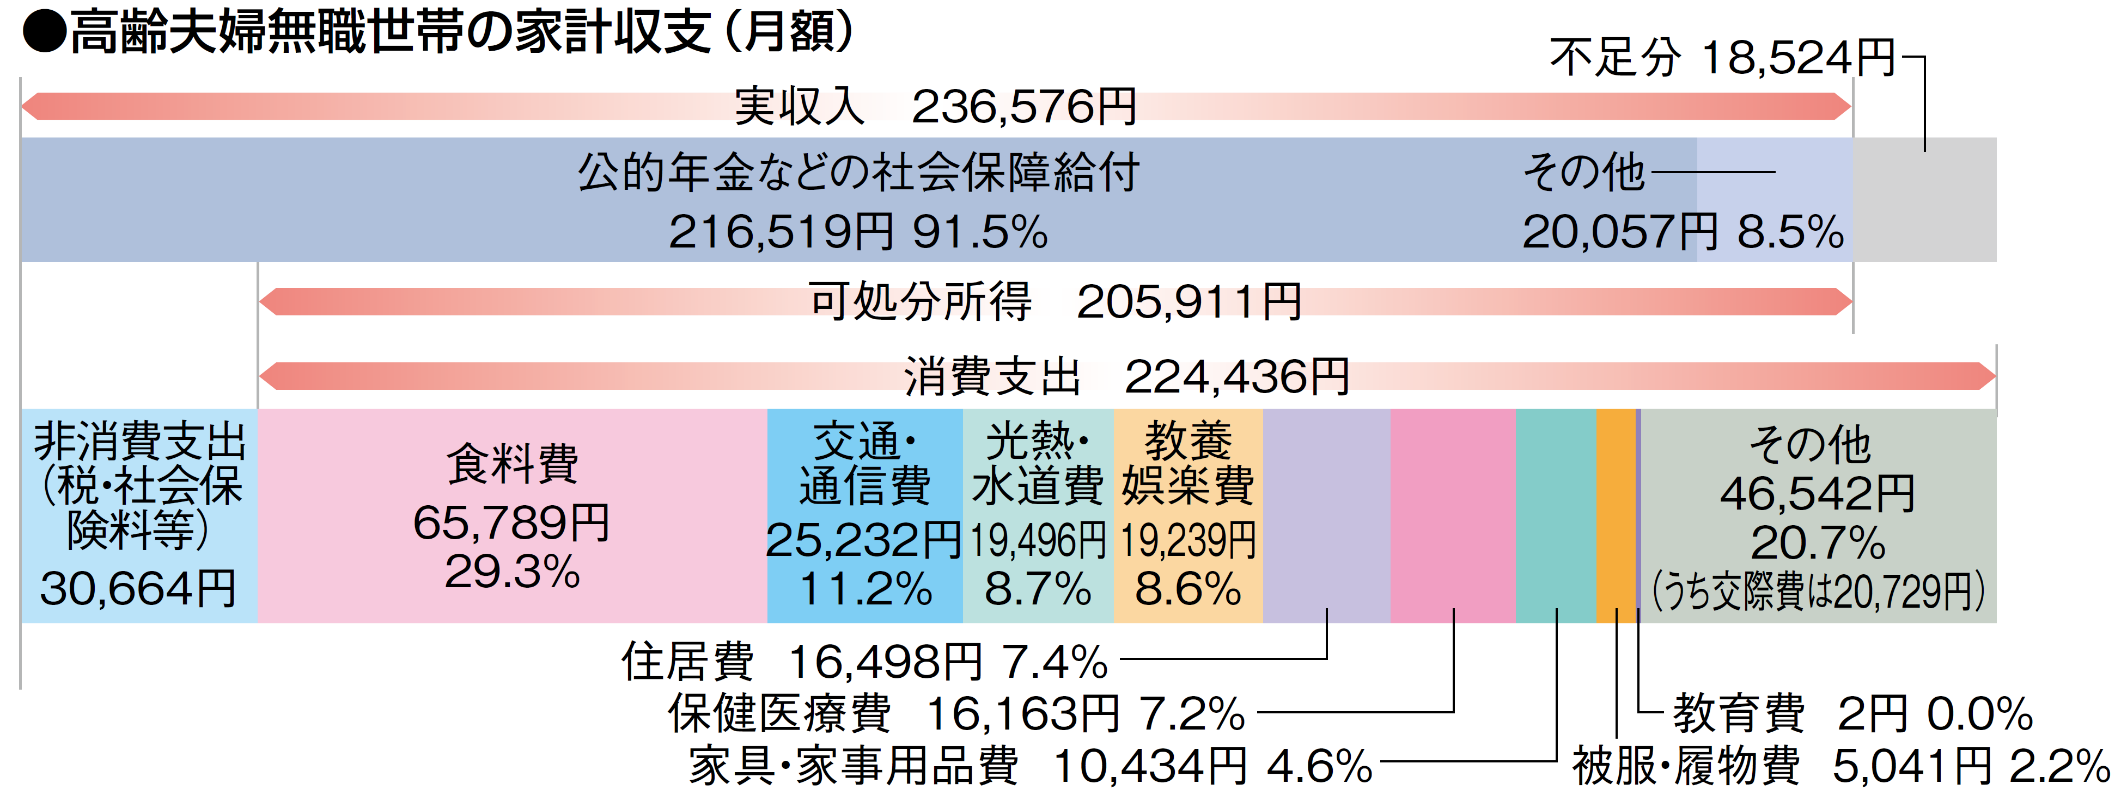 ●高齢夫婦無職世帯の家計収支（月額）
不足分 18,524円
実収入 236,576円
公的年金などの社会保障給付
216,519円 91.5%
その他
20,057円 8.5%
可処分所得 205,911円
消費支出 224,436円
非消費支出
（税・社会保
険料等）
30,664円
食料費
65,789円
29.3%
交通・
通信費
25,232円
11.2%
光熱・
水道費
19,496円
8.7%
教養
娯楽費
19,239円
8.6%
その他
46,542円
20.7%
（うち交際費は20,729円）
住居費 16,498円 7.4%
保健医療費 16,163円 7.2%
家具・家事用品費 10,434円 4.6%
教育費 2円 0.0%
被服・履物費 5,041円 2.2%